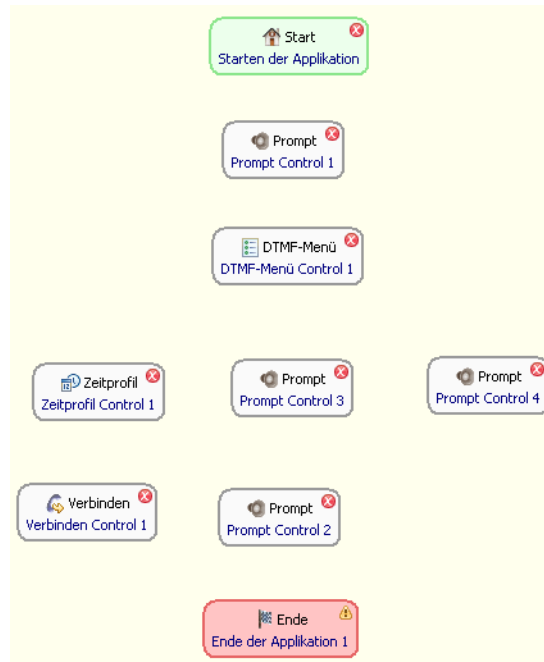 Start
Starten der Applikation
Prompt
Prompt Control 1
DTMF-Menü
DTMF-Menü Control 1
Zeitprofil
Zeitprofil Control 1
Prompt
Prompt Control 3
Prompt
Prompt Control 4
Verbinden
Verbinden Control 1
Prompt
Prompt Control 2
Ende
Ende der Applikation 1